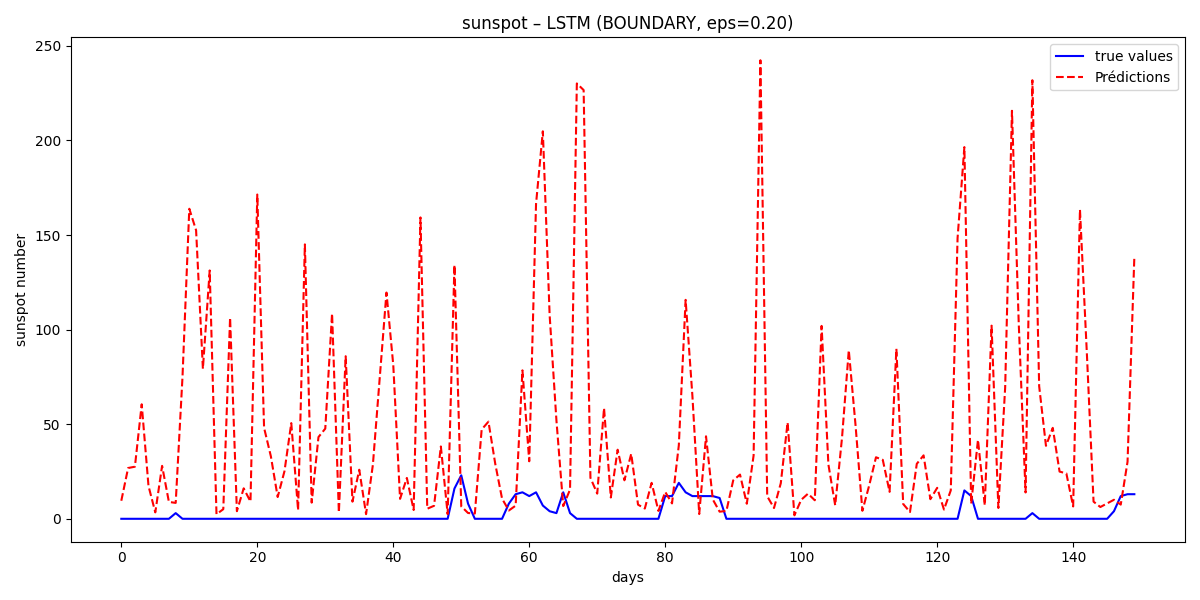 sunspot – LSTM (BOUNDARY, eps=0.20)
250
200
150
100
50
0
sunspot number
true values
Prédictions
0 20 40 60 80 100 120 140
days